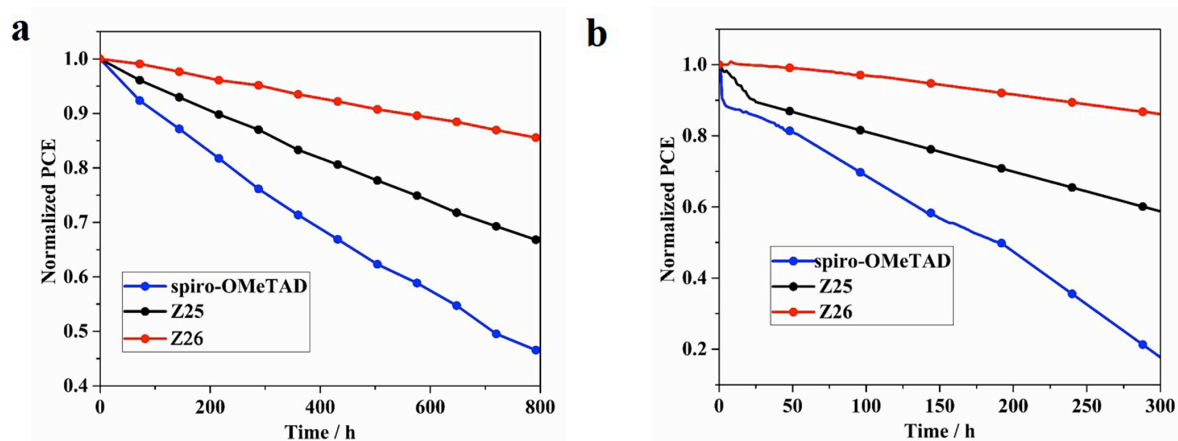 a
1.0
0.9
0.8
0.7
0.6
0.5
0.4
Normalized PCE
spiro-OMeTAD
Z25
Z26
0 200 400 600 800
Time / h
b
1.0
0.8
0.6
0.4
0.2
Normalized PCE
spiro-OMeTAD
Z25
Z26
0 50 100 150 200 250 300
Time / h